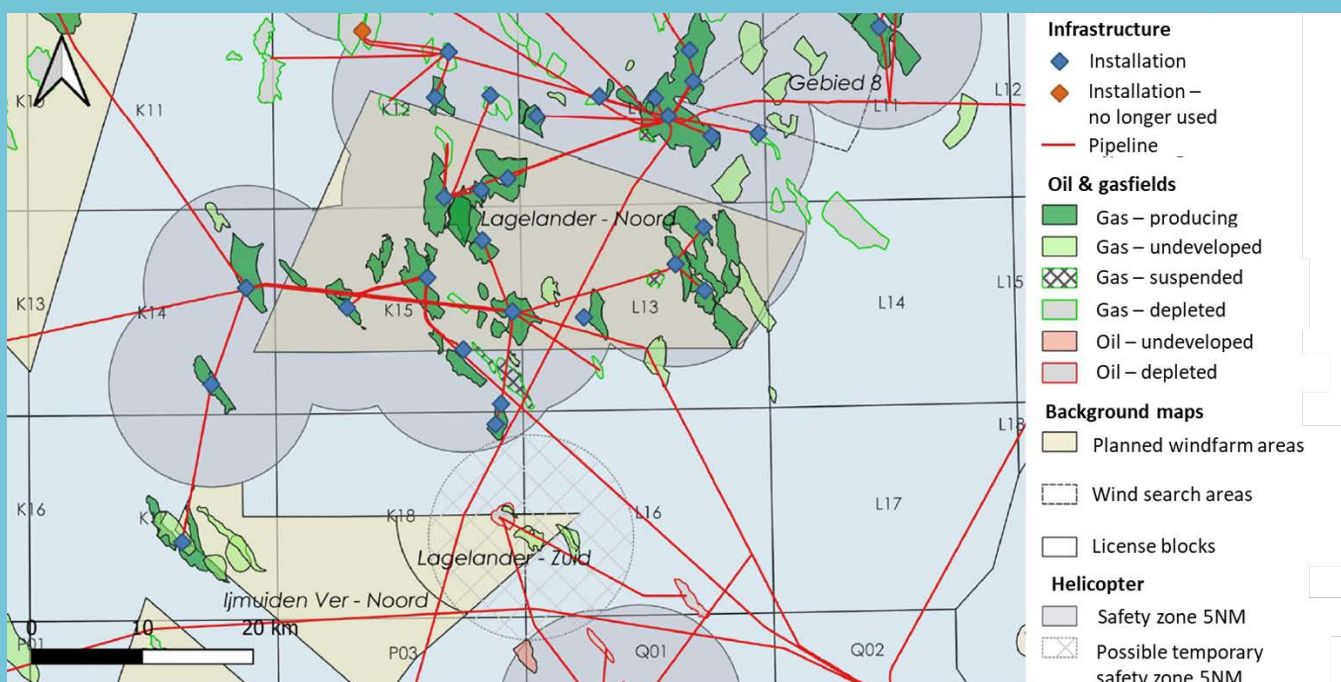 K10
K11
K12
Gebied 8
L11
L12
Lagelander - Noord
K13
K14
K15
L13
L14
L15
K16
K18
L16
L17
L18
Lagelander - Zuid
Ijmuiden Ver - Noord
0 10 20 km
P01
P03
Q01
Q02
Infrastructure
Installation
Installation –
no longer used
Pipeline
Oil & gasfields
Gas – producing
Gas – undeveloped
Gas – suspended
Gas – depleted
Oil – undeveloped
Oil – depleted
Background maps
Planned windfarm areas
Wind search areas
License blocks
Helicopter
Safety zone 5NM
Possible temporary
safety zone 5NM